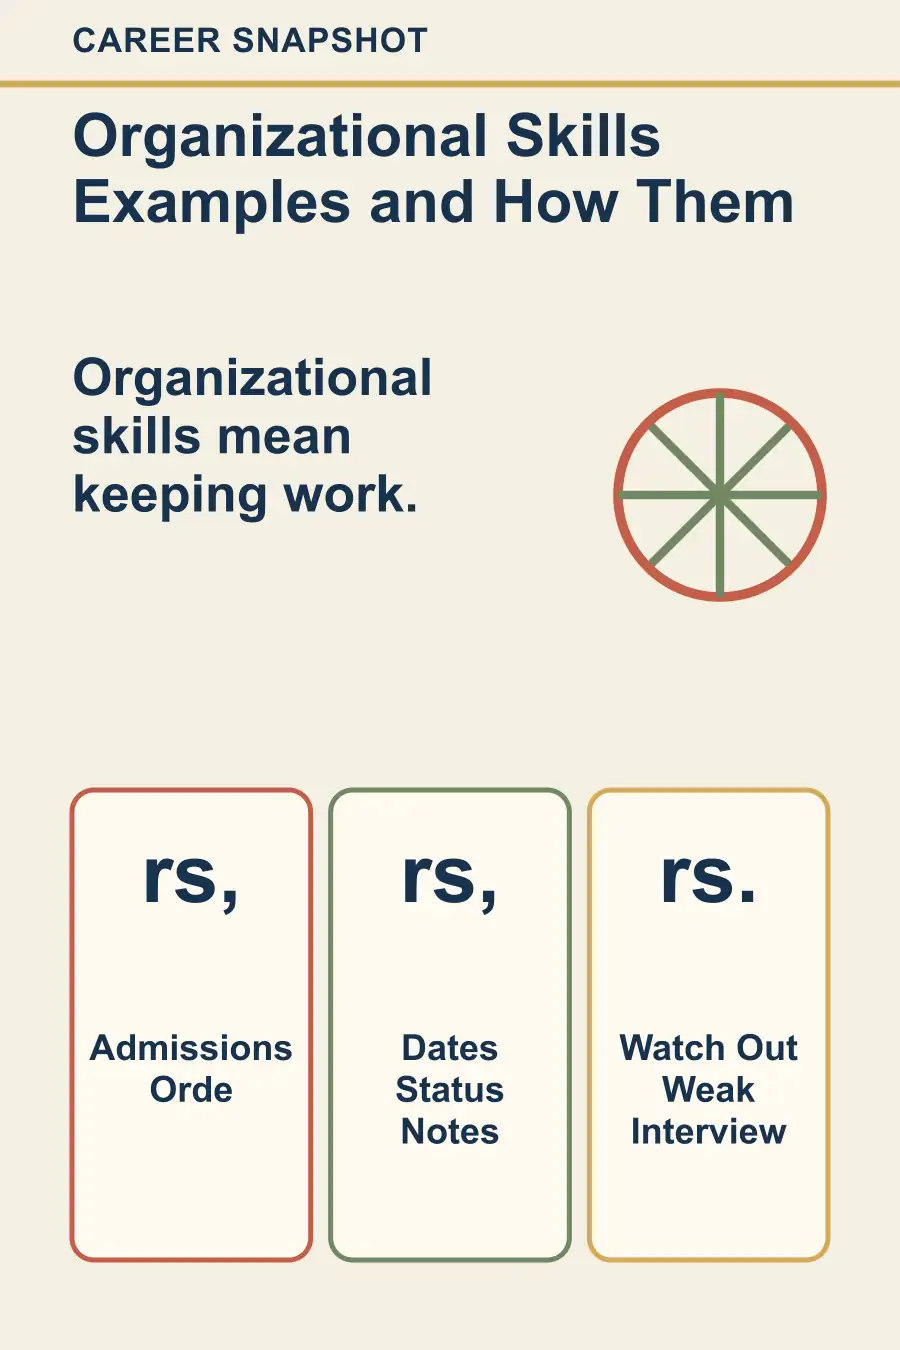 CAREER SNAPSHOT
Organizational Skills
Examples and How Them
Organizational
skills mean
keeping work.
rs,
Admissions
Orde
rs,
Dates
Status
Notes
rs.
Watch Out
Weak
Interview